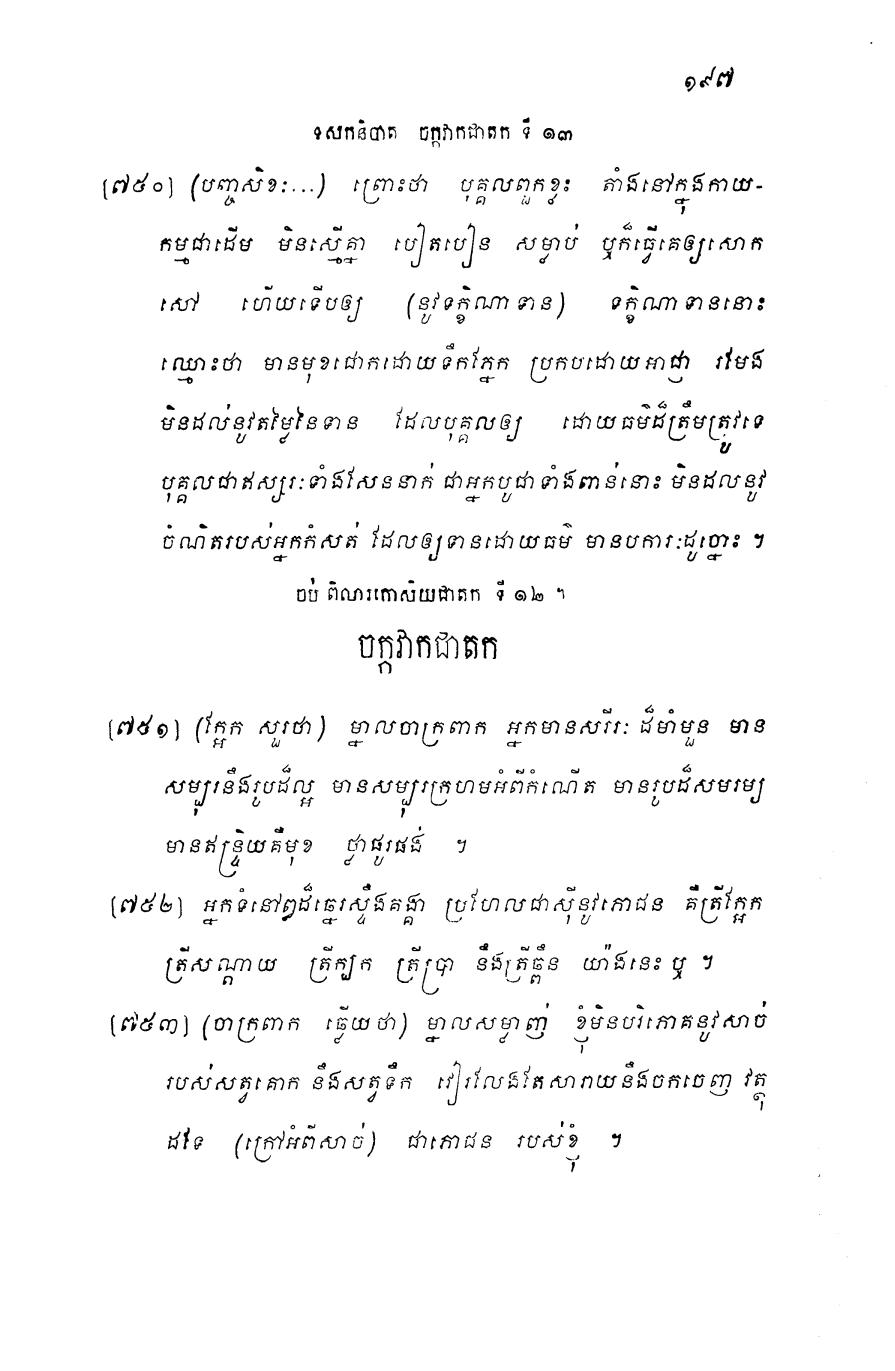 ១៩៧
ទសកនិបាត ចក្កវាកជាតក ទី ១៣
[៧៥០] (បញ្ចសិខៈ...) ព្រោះថា បុគ្គលពួកខ្លះ តាំងនៅក្នុងកាយ-
កម្មជាដើម មិនស្មើគ្នា បៀតបៀន សម្លាប់ ឬក៏ធ្វើគេឲ្យសោក
សៅ ហើយទើបឲ្យ (នូវទក្ខិណាទាន) ទក្ខិណាទាននោះ
ឈ្មោះថា មានមុខជោកដោយទឹកភ្នែក ប្រកបដោយអាជ្ញា រមែង
មិនដល់នូវតម្លៃនៃទាន ដែលបុគ្គលឲ្យ ដោយធម៌ដ៏ត្រឹមត្រូវទេ
បុគ្គលជាឥស្សរៈទាំងសែននាក់ ជាអ្នកបូជាទាំងពាន់នោះ មិនដលនូវ
ចំណិតរបស់អ្នកកំសត់ ដែលឲ្យទានដោយធម៌ មានបការៈដូច្នោះ ។
ចប់ ពិលារកោសិយជាតក ទី ១២ ។
ចក្កវាកជាតក
[៧៥១] (ក្អែក សួរថា) ម្នាលចាក្រពាក អ្នកមានសរីរៈ ដ៏មាំមួន មាន
សម្បុរនឹងរូបដ៏ល្អ មានសម្បុរក្រហមអំពីកំណើត មានរូបដ៏សមរម្យ
មានឥន្ទ្រិយគឺមុខ ថ្លាផូរផង់ ។
[៧៥២] អ្នកទំនៅឰដ៏ឆ្នេរស្ទឹងគង្គា ប្រហែលជាស៊ីនូវភោជន គឺត្រីក្អែក
ត្រីសណ្តាយ ត្រីក្បក ត្រីប្រា នឹងត្រីឆ្ពឹន យ៉ាងនេះឬ ។
[៧៥៣] (ចាក្រពាក ឆ្លើយថា) ម្នាលសម្លាញ់ ខ្ញុំមិនបរិភោគនូវសាច់
របស់សត្វគោក នឹងសត្វទឹក វៀរលែងតែសារាយនឹងចកចេញ វត្ថុ
ដទៃ (ក្រៅអំពីសាច់) ជាភោជន របស់ខ្ញុំ ។